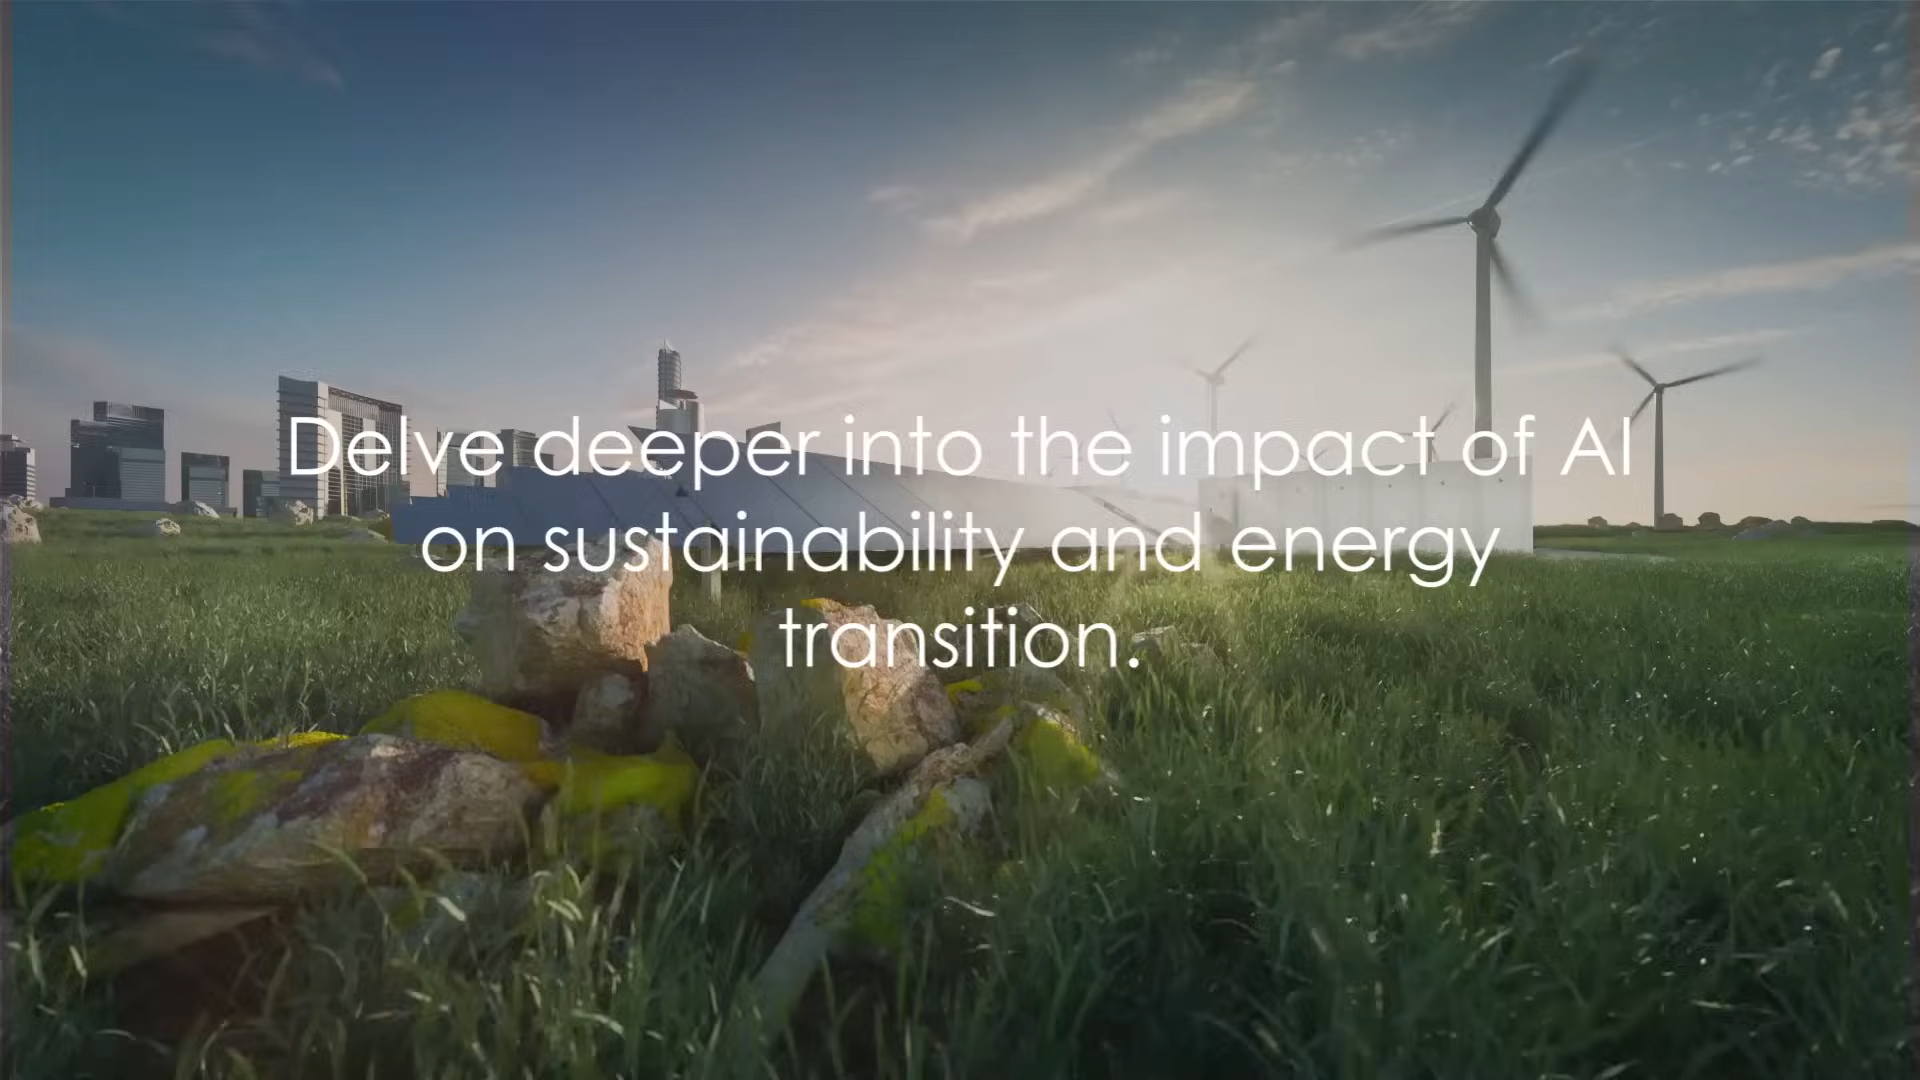 Delve deeper into the impact of AI
on sustainability and energy
transition.